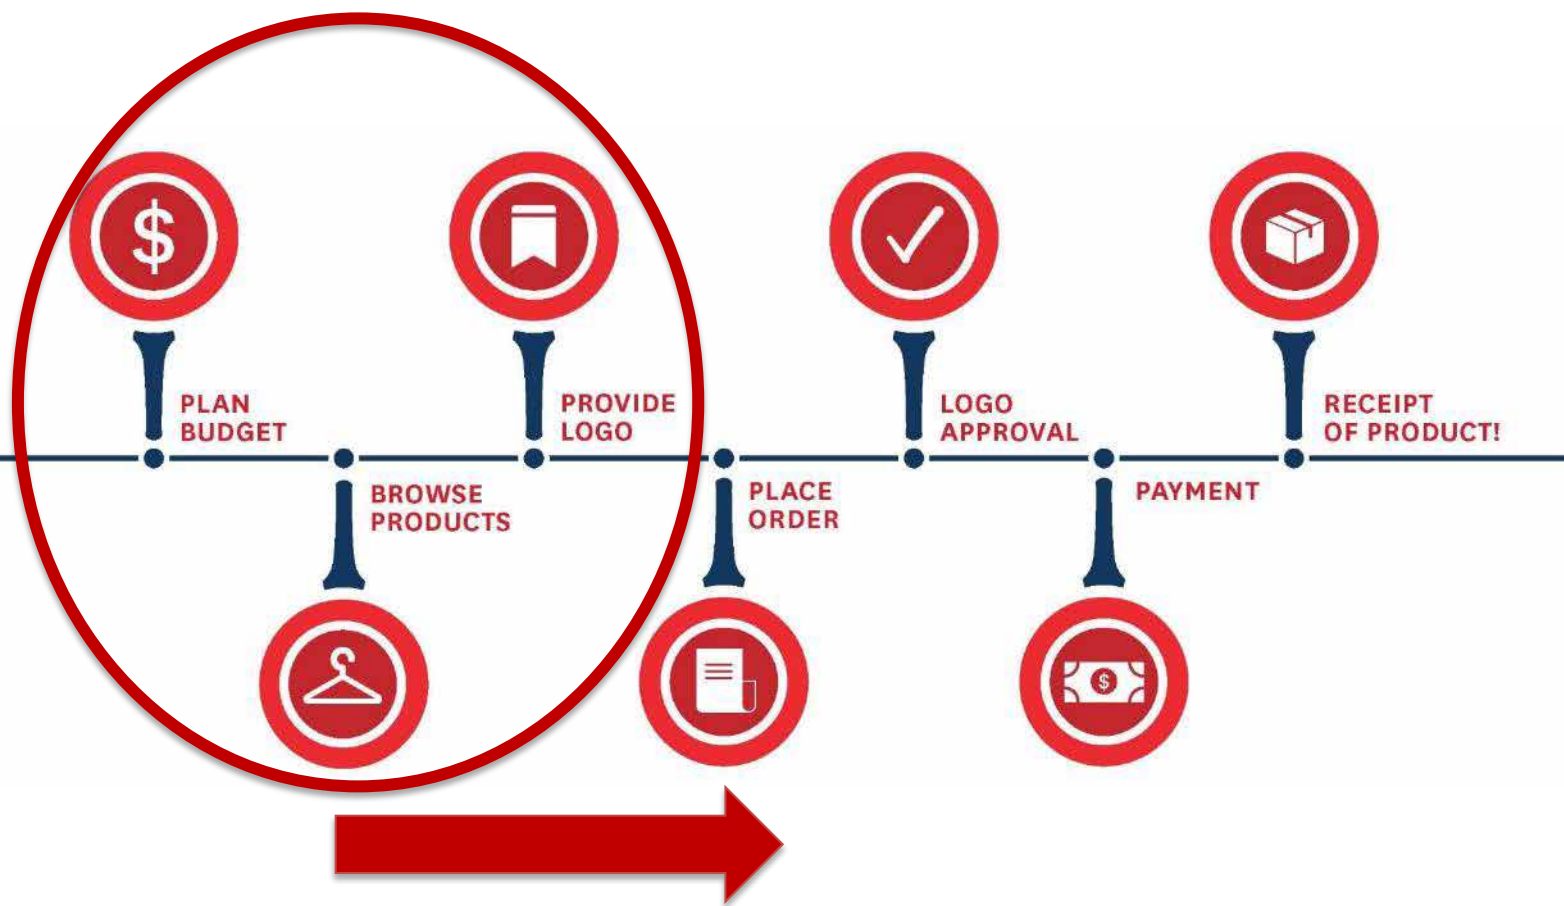 $
PLAN
BUDGET
BROWSE
PRODUCTS
PROVIDE
LOGO
PLACE
ORDER
LOGO
APPROVAL
PAYMENT
$
RECEIPT
OF PRODUCT!